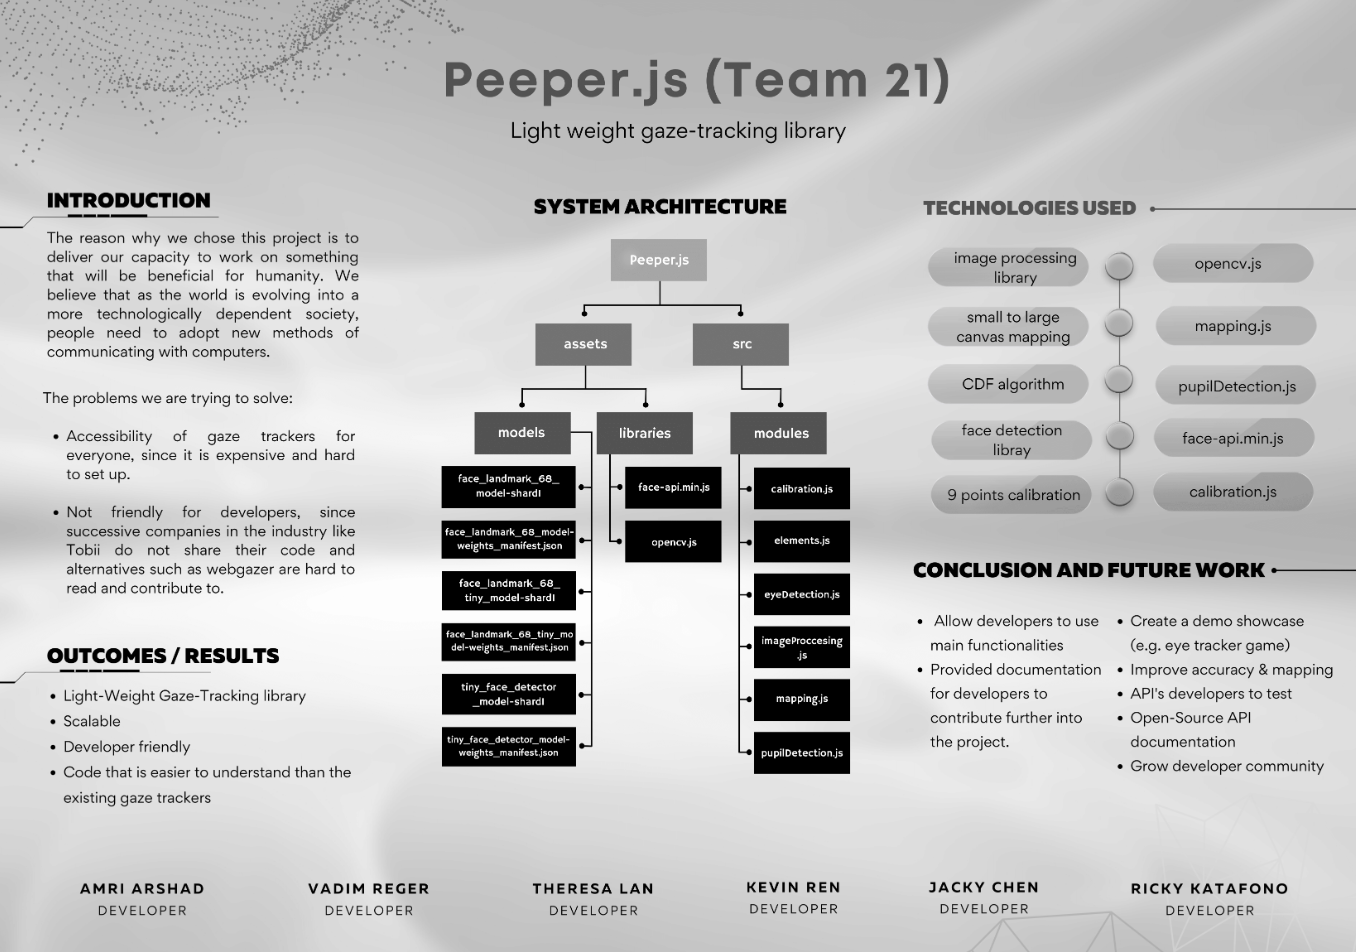 Peeper.js (Team 21)
Light weight gaze-tracking library
INTRODUCTION
The reason why we chose this project is to
deliver our capacity to work on something
that will be beneficial for humanity. We
believe that as the world is evolving into a
more technologically dependent society,
people need to adopt new methods of
communicating with computers.
The problems we are trying to solve:
• Accessibility of gaze trackers for
everyone, since it is expensive and hard
to set up.
• Not friendly for developers, since
successive companies in the industry like
Tobii do not share their code and
alternatives such as webgazer are hard to
read and contribute to.
OUTCOMES / RESULTS
• Light-Weight Gaze-Tracking library
• Scalable
• Developer friendly
• Code that is easier to understand than the
existing gaze trackers
SYSTEM ARCHITECTURE
Peeper.js
assets
src
models
libraries
modules
face_landmark_68_
model-shard1
face_landmark_68_model-
weights_manifest.json
face_landmark_68_
tiny_model-shard1
face_landmark_68_tiny_mo
del-weights_manifest.json
tiny_face_detector
_model-shard1
tiny_face_detector_model-
weights_manifest.json
face-api.min.js
opencv.js
calibration.js
elements.js
eyeDetection.js
imageProccesing
.js
mapping.js
pupilDetection.js
TECHNOLOGIES USED
image processing
library
opencv.js
small to large
canvas mapping
mapping.js
CDF algorithm
pupilDetection.js
face detection
libray
face-api.min.js
9 points calibration
calibration.js
CONCLUSION AND FUTURE WORK
• Allow developers to use
main functionalities
• Provided documentation
for developers to
contribute further into
the project.
• Create a demo showcase
(e.g. eye tracker game)
• Improve accuracy & mapping
• API's developers to test
• Open-Source API
documentation
• Grow developer community
AMRI ARSHAD
DEVELOPER
VADIM REGER
DEVELOPER
THERESA LAN
DEVELOPER
KEVIN REN
DEVELOPER
JACKY CHEN
DEVELOPER
RICKY KATAFONO
DEVELOPER